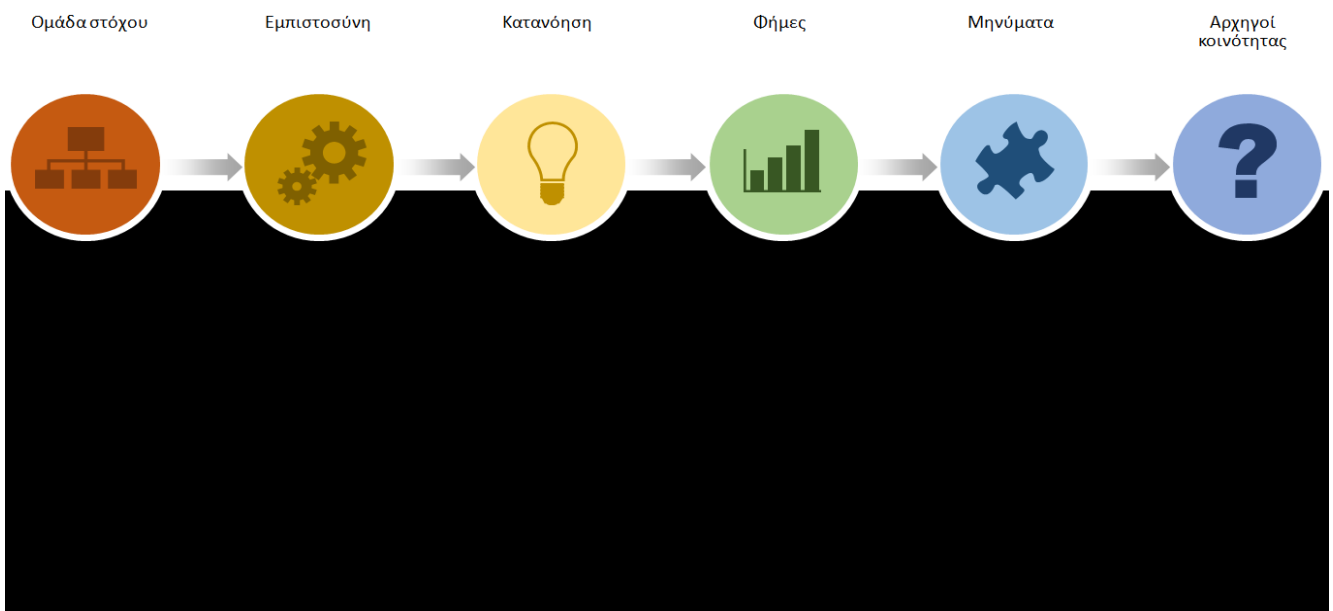 Ομάδα στόχου
Εμπιστοσύνη
Κατανόηση
Φήμες
Μηνύματα
Αρχηγοί
κοινότητας
?